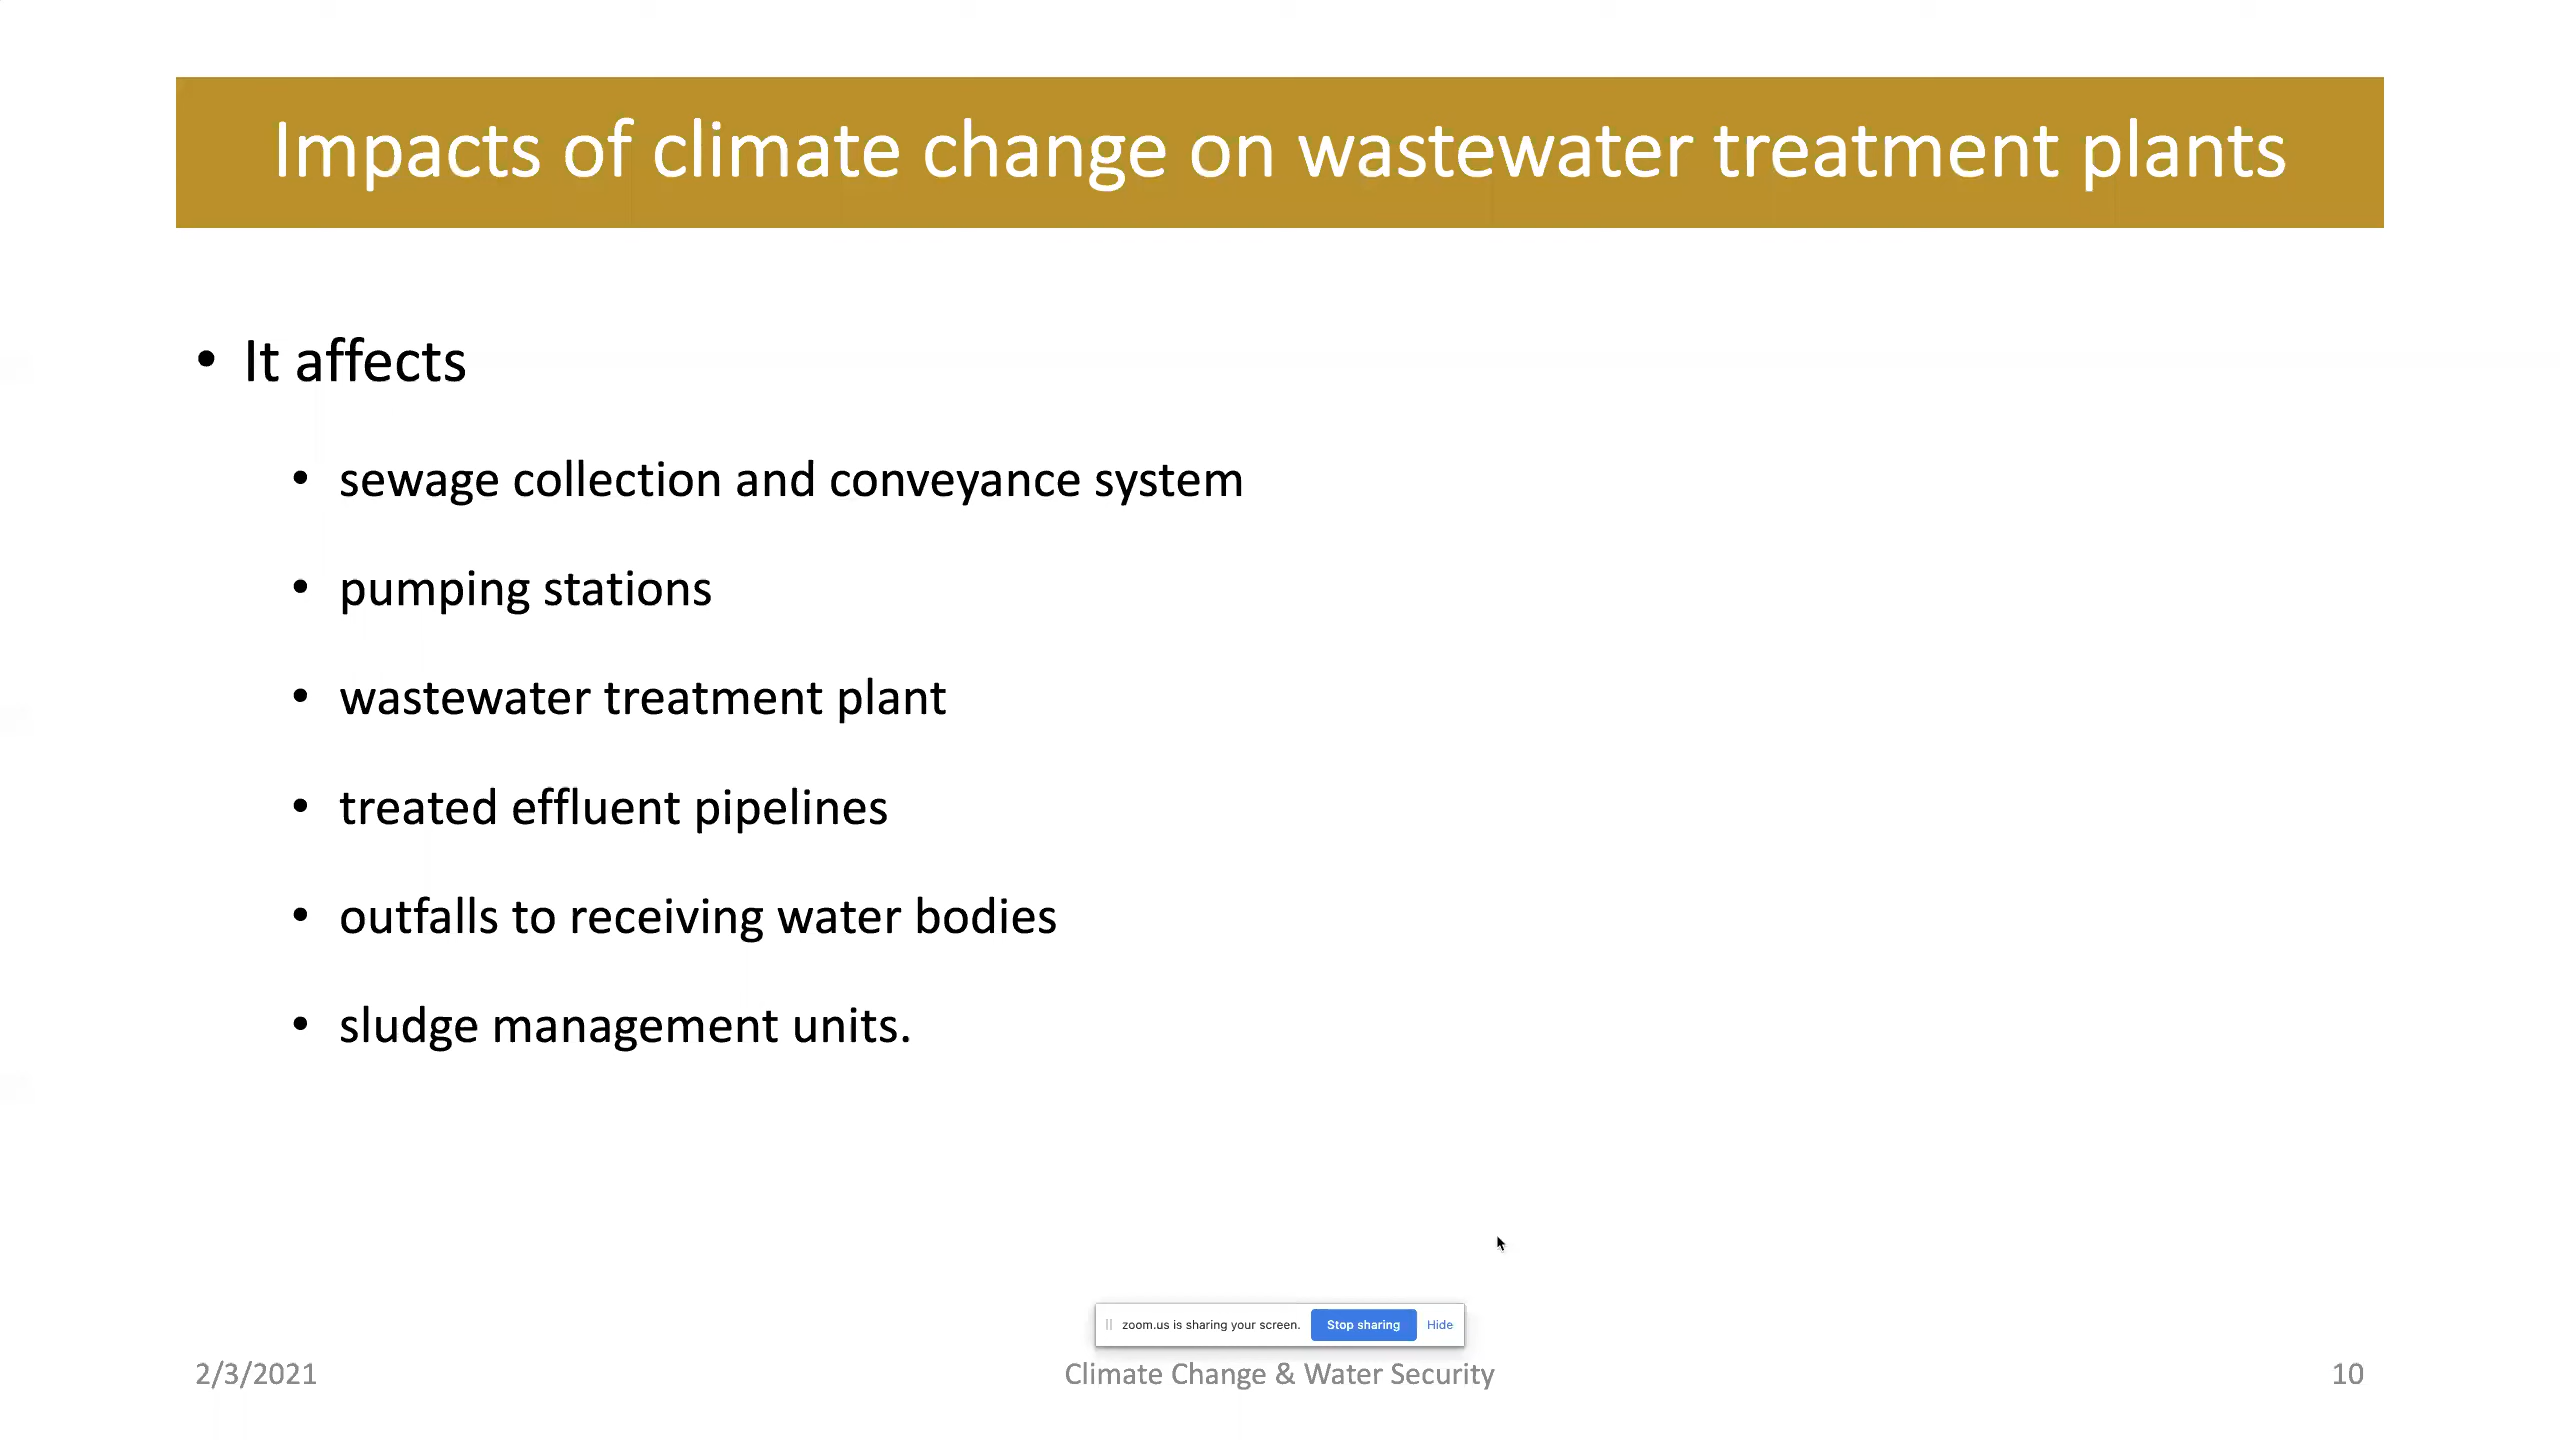 Impacts of climate change on wastewater treatment plants
• It affects
• sewage collection and conveyance system
• pumping stations
• wastewater treatment plant
• treated effluent pipelines
• outfalls to receiving water bodies
• sludge management units.
zoom.us is sharing your screen. Stop sharing Hide
2/3/2021 Climate Change & Water Security 10